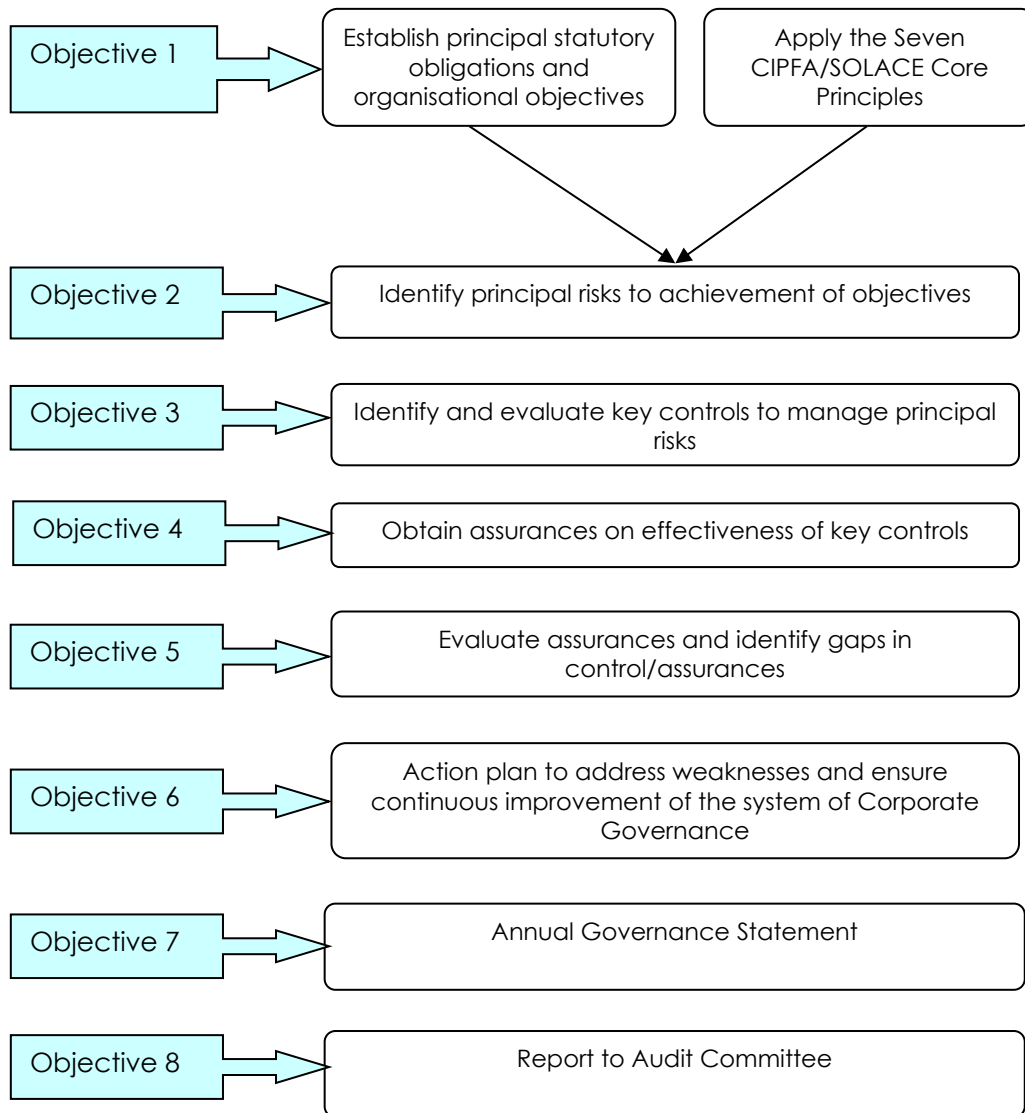 Objective 1
Establish principal statutory
obligations and
organisational objectives
Apply the Seven
CIPFA/SOLACE Core
Principles
Objective 2
Identify principal risks to achievement of objectives
Objective 3
Identify and evaluate key controls to manage principal
risks
Objective 4
Obtain assurances on effectiveness of key controls
Objective 5
Evaluate assurances and identify gaps in
control/assurances
Objective 6
Action plan to address weaknesses and ensure
continuous improvement of the system of Corporate
Governance
Objective 7
Annual Governance Statement
Objective 8
Report to Audit Committee